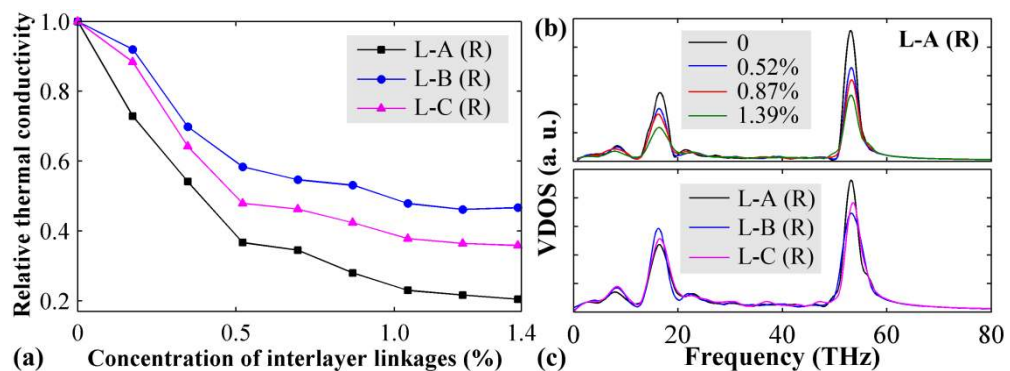 Relative thermal conductivity
1.0
0.8
0.6
0.4
0.2
L-A (R)
L-B (R)
L-C (R)
0
0.5
1.0
1.4
(a)
Concentration of interlayer linkages (%)
(b)
L-A (R)
0
0.52%
0.87%
1.39%
VDOS (a. u.)
L-A (R)
L-B (R)
L-C (R)
0
20
40
60
80
(c)
Frequency (THz)